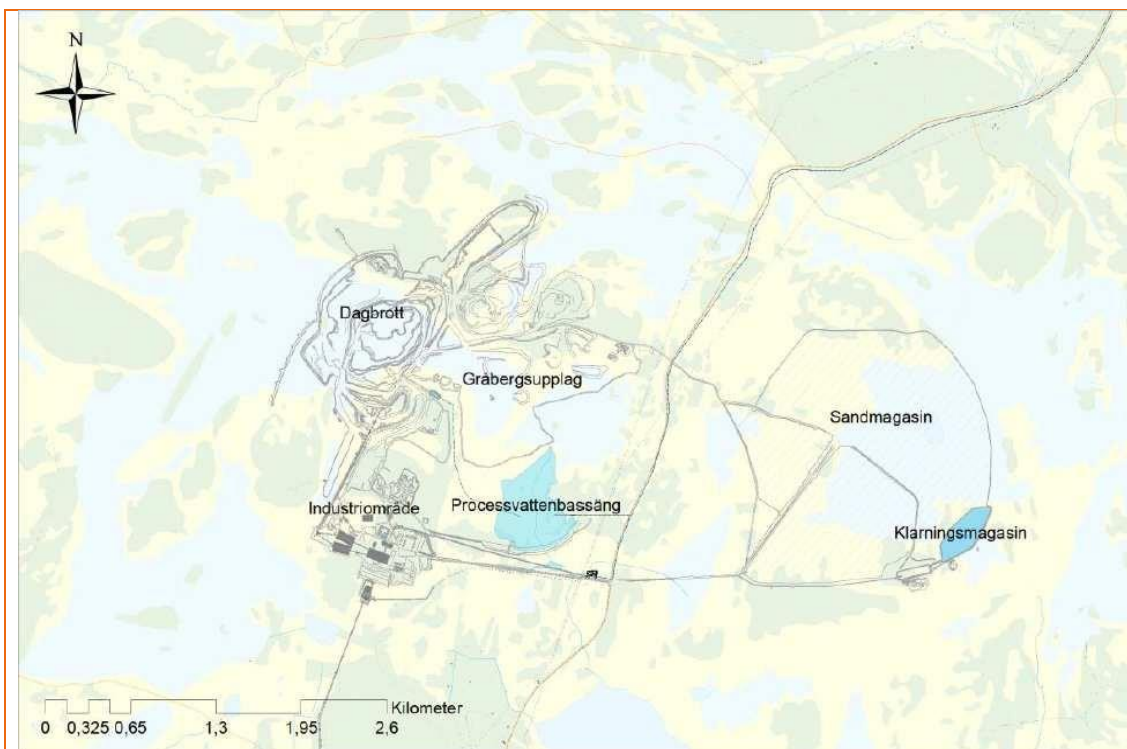 N
Dagbrott
Gråbergsupplag
Sandmagasin
Industriområde
Processvattenbassäng
Klarningsmagasin
Kilometer
0 0,325 0,65 1,3 1,95 2,6